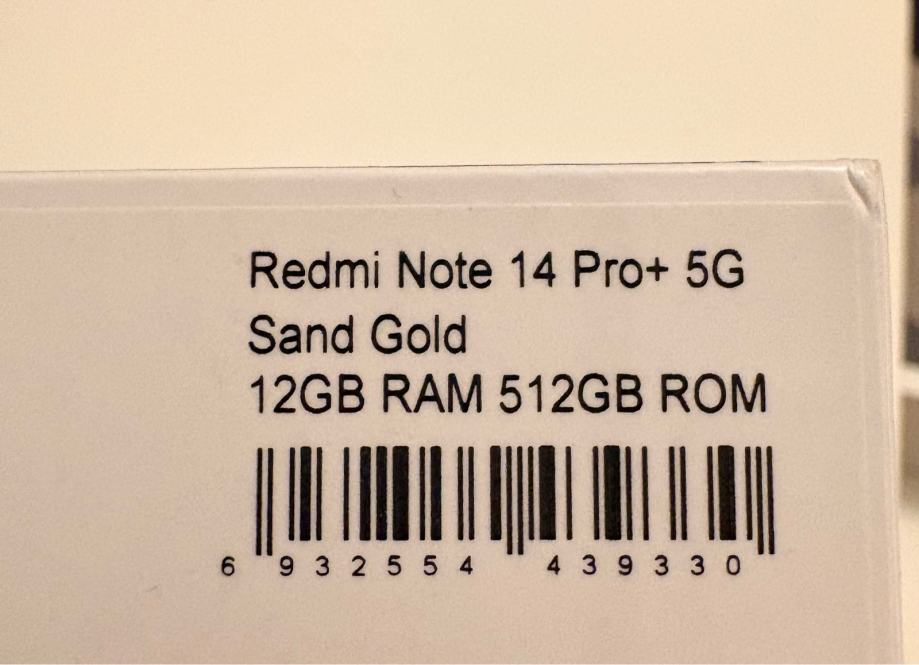 Redmi Note 14 Pro+ 5G
Sand Gold
12GB RAM 512GB ROM
6 932554 439330